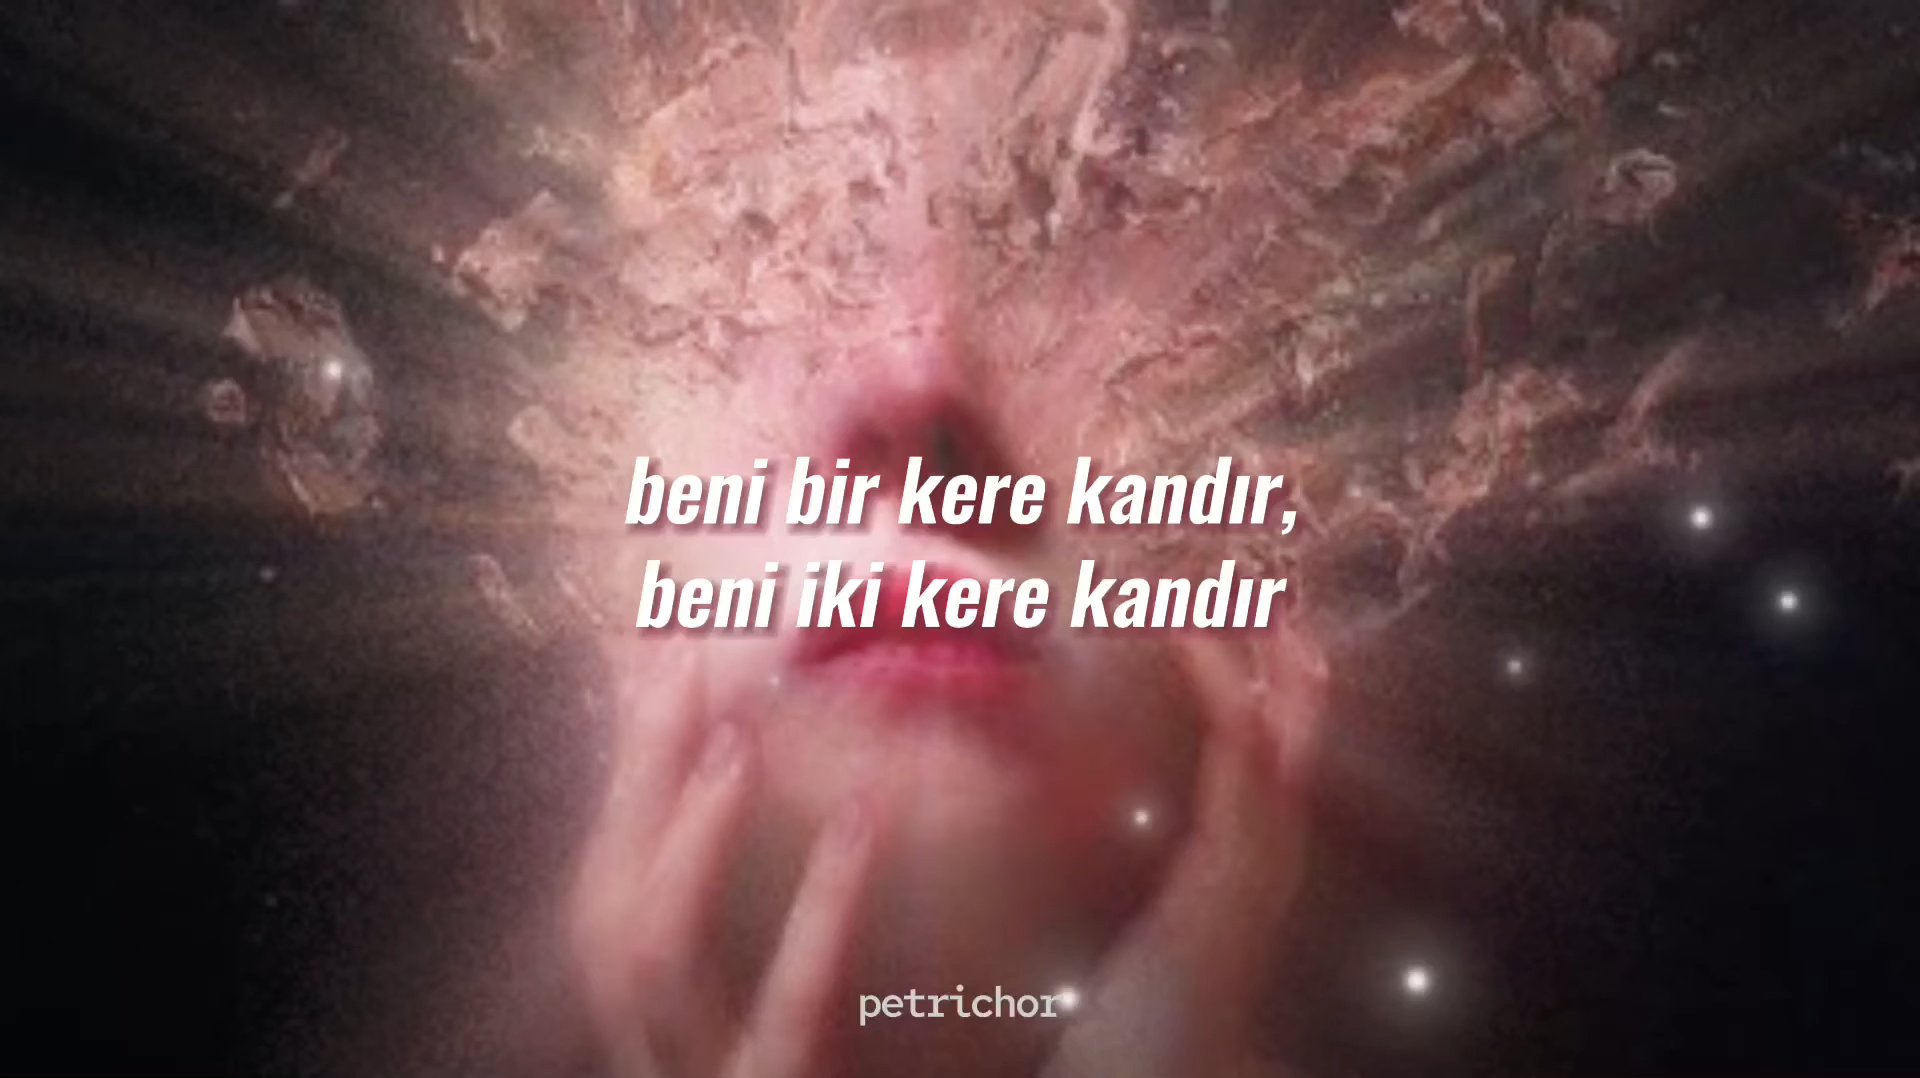 beni bir kere kandır,
beni iki kere kandır
petrichor